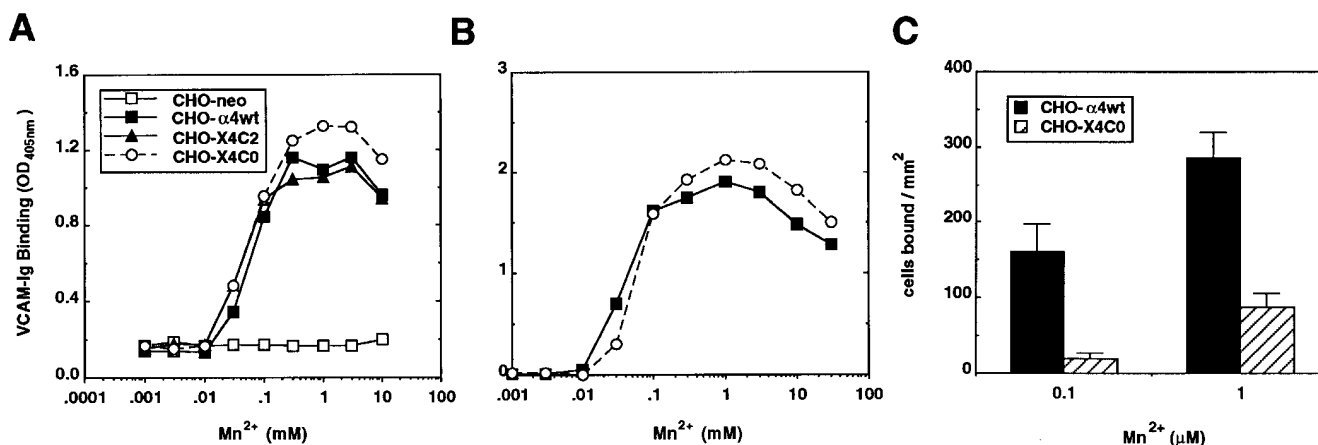 A
VCAM-Ig Binding (OD405nm)
1.6
1.2
0.8
0.4
0.0
CHO-neo
CHO-α4wt
CHO-X4C2
CHO-X4C0
.0001 .001 .01 .1 1 10 100
Mn2+ (mM)
B
3
2
1
0
.001 .01 .1 1 10 100
Mn2+ (mM)
C
cells bound / mm2
400
300
200
100
0
CHO-α4wt
CHO-X4C0
0.1 1
Mn2+ (μM)